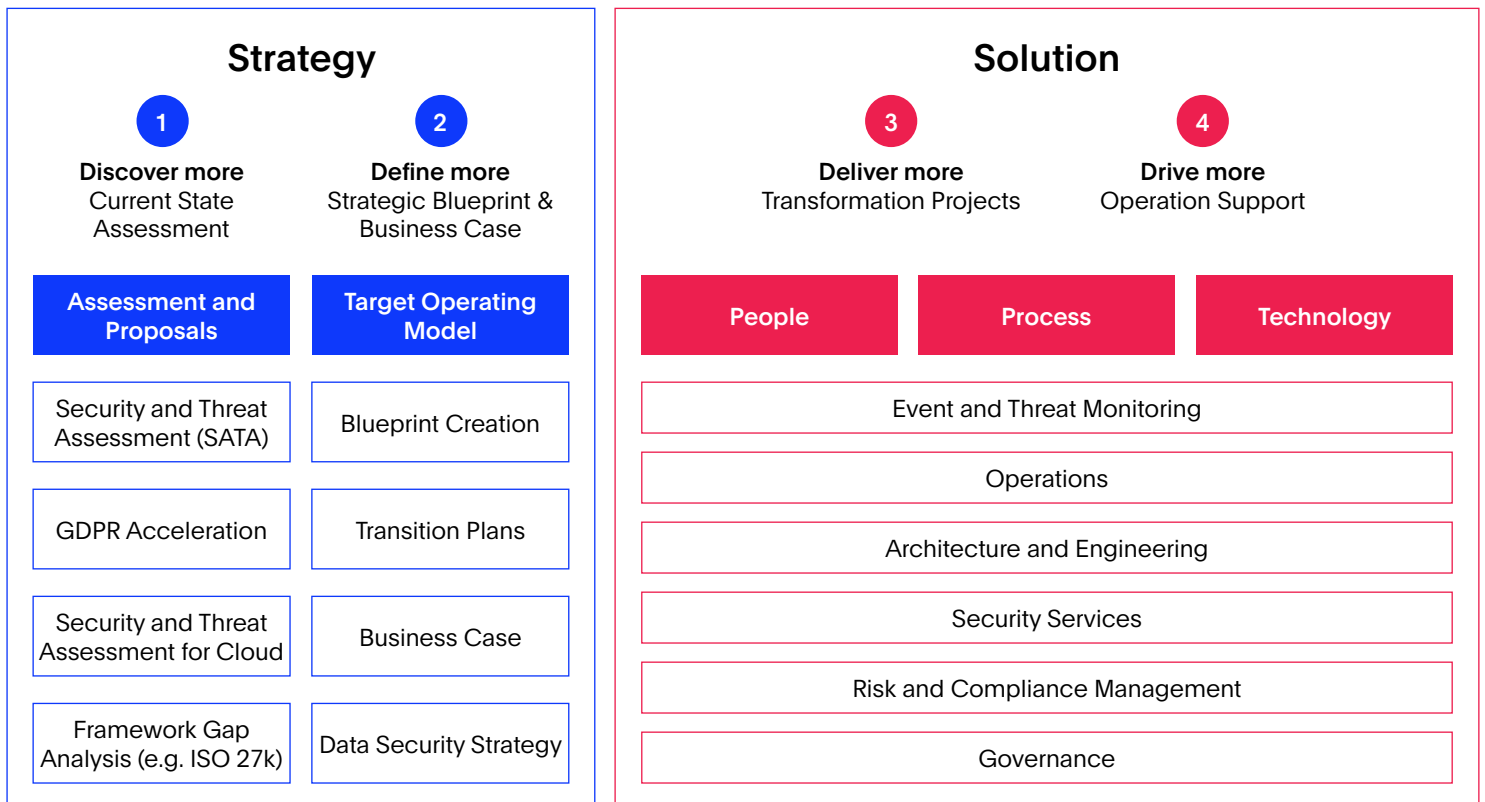 Strategy
1
Discover more
Current State
Assessment
2
Define more
Strategic Blueprint &
Business Case
Assessment and
Proposals
Target Operating
Model
Security and Threat
Assessment (SATA)
Blueprint Creation
GDPR Acceleration
Transition Plans
Security and Threat
Assessment for Cloud
Business Case
Framework Gap
Analysis (e.g. ISO 27k)
Data Security Strategy
Solution
3
Deliver more
Transformation Projects
4
Drive more
Operation Support
People
Process
Technology
Event and Threat Monitoring
Operations
Architecture and Engineering
Security Services
Risk and Compliance Management
Governance